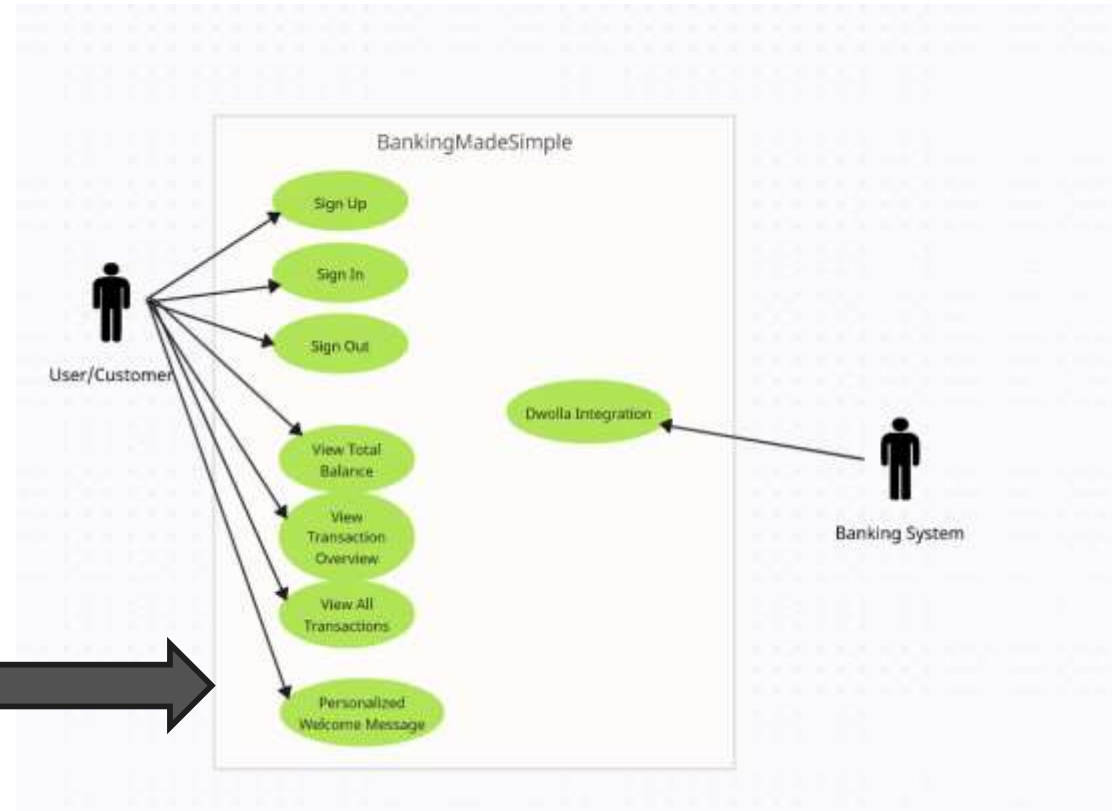 BankingMadeSimple
Sign Up
Sign In
User/Customer
Sign Out
View Total
Balance
View
Transaction
Overview
View All
Transactions
Personalized
Welcome Message
Dwolla Integration
Banking System